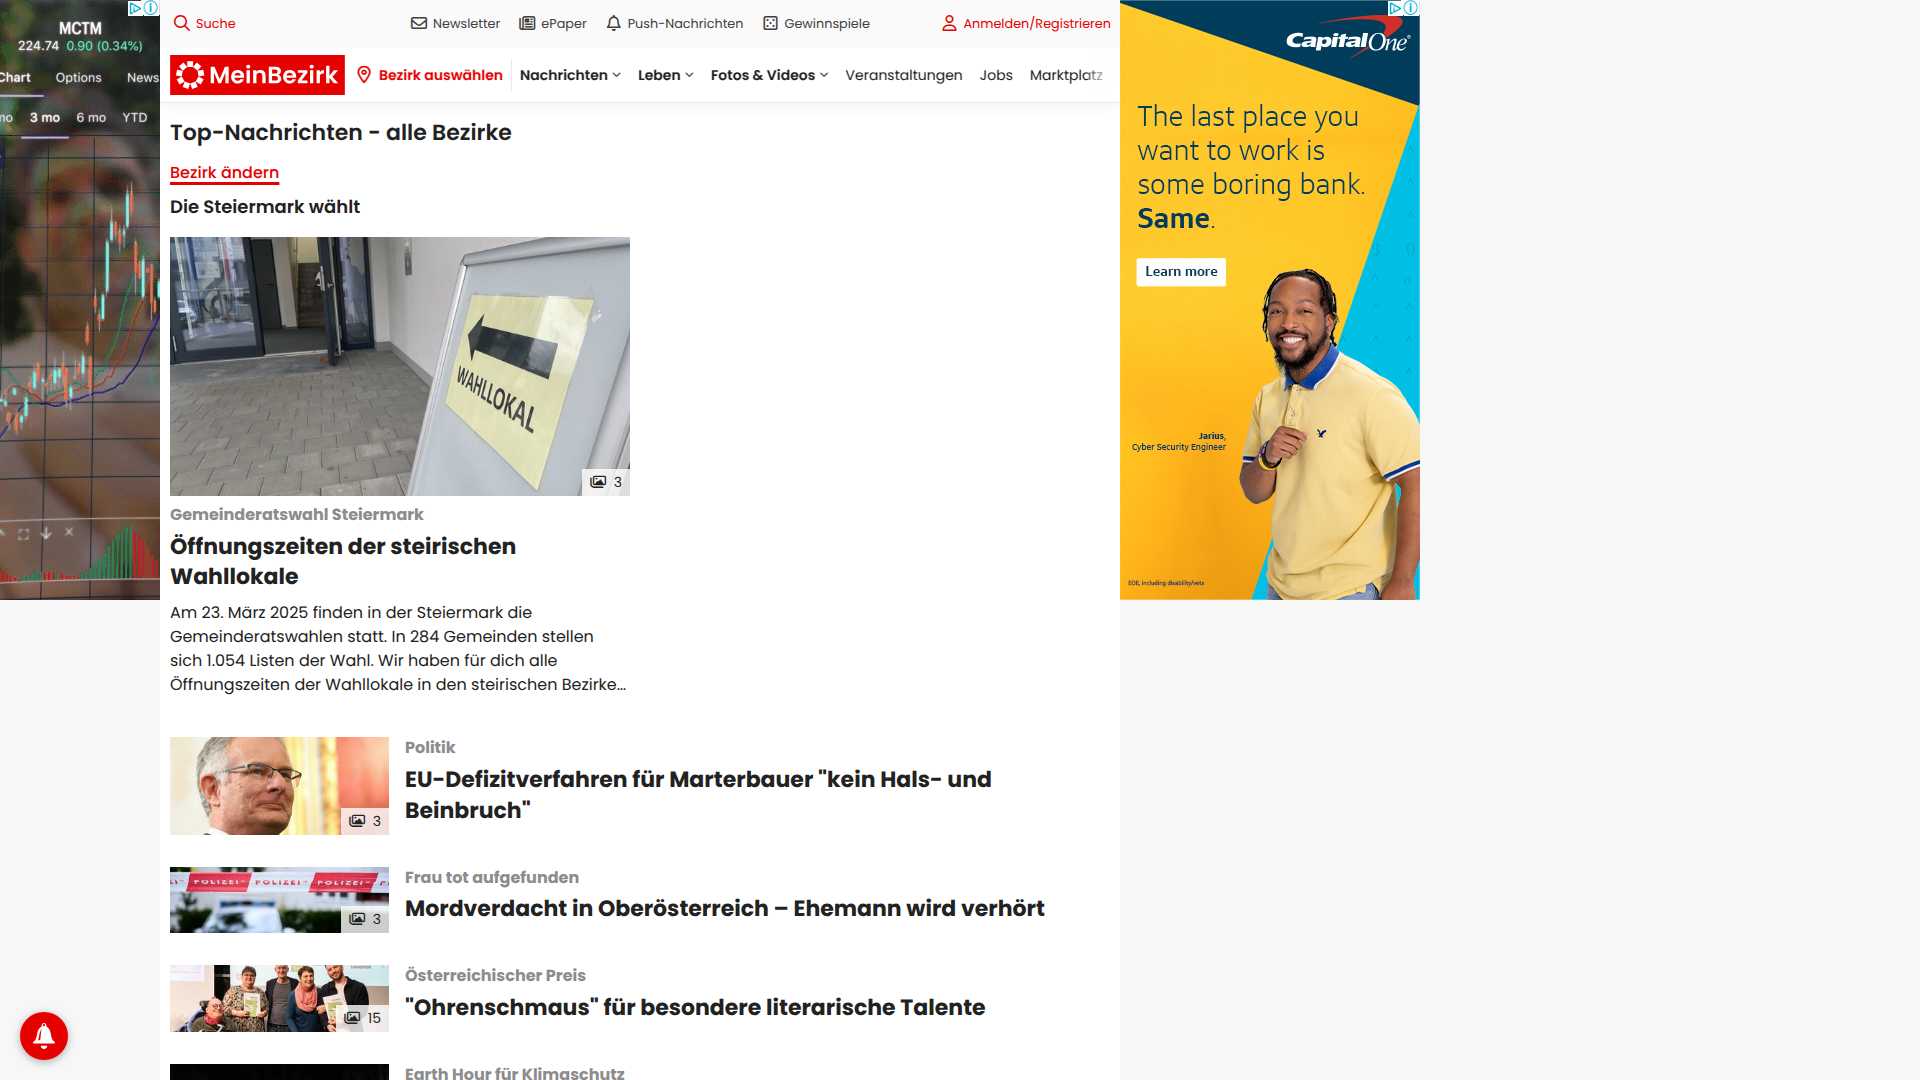 MCTM
224.74 0.90 (0.34%)
Chart Options News
mo 3 mo 6 mo YTD
Suche
Newsletter
ePaper
Push-Nachrichten
Gewinnspiele
Anmelden/Registrieren
MeinBezirk
Bezirk auswählen
Nachrichten
Leben
Fotos & Videos
Veranstaltungen
Jobs
Marktplatz
Top-Nachrichten - alle Bezirke
Bezirk ändern
Die Steiermark wählt
WAHLLOKAL
3
Gemeinderatswahl Steiermark
Öffnungszeiten der steirischen
Wahllokale
Am 23. März 2025 finden in der Steiermark die
Gemeinderatswahlen statt. In 284 Gemeinden stellen
sich 1.054 Listen der Wahl. Wir haben für dich alle
Öffnungszeiten der Wahllokale in den steirischen Bezirke...
3
Politik
EU-Defizitverfahren für Marterbauer "kein Hals- und
Beinbruch"
POLIZEI POLIZEI POLIZEI
3
Frau tot aufgefunden
Mordverdacht in Oberösterreich – Ehemann wird verhört
15
Österreichischer Preis
"Ohrenschmaus" für besondere literarische Talente
Earth Hour für Klimaschutz
Capital One
The last place you
want to work is
some boring bank.
Same.
Learn more
Jarius,
Cyber Security Engineer
EOE, including disability/vets